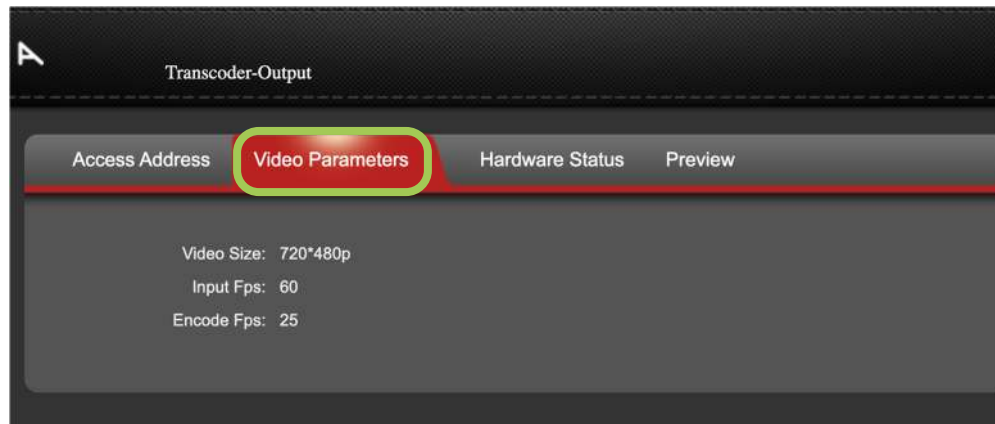 A
Transcoder-Output
Access Address Video Parameters Hardware Status Preview
Video Size: 720*480p
Input Fps: 60
Encode Fps: 25